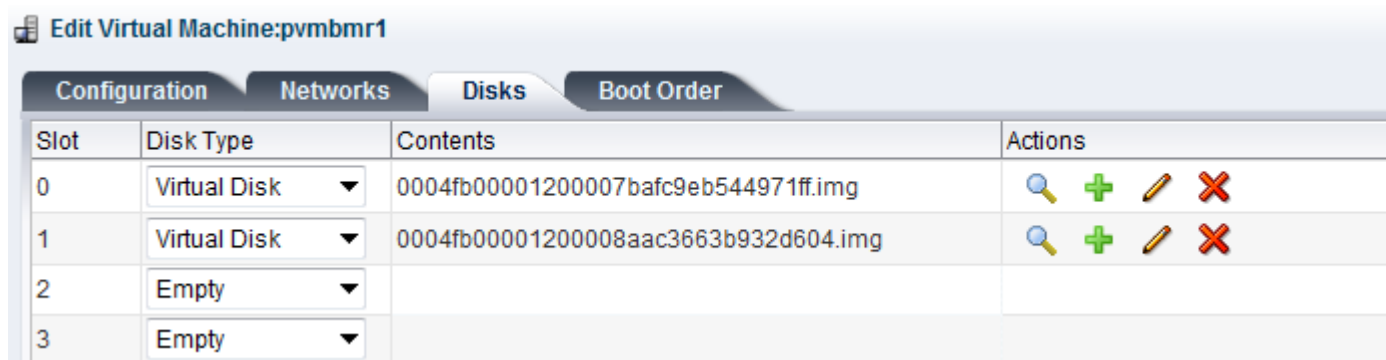 Edit Virtual Machine:pvmbmr1
Configuration Networks Disks Boot Order
Slot Disk Type Contents Actions
0 Virtual Disk 0004fb00001200007bafc9eb544971ff.img
1 Virtual Disk 0004fb00001200008aac3663b932d604.img
2 Empty
3 Empty